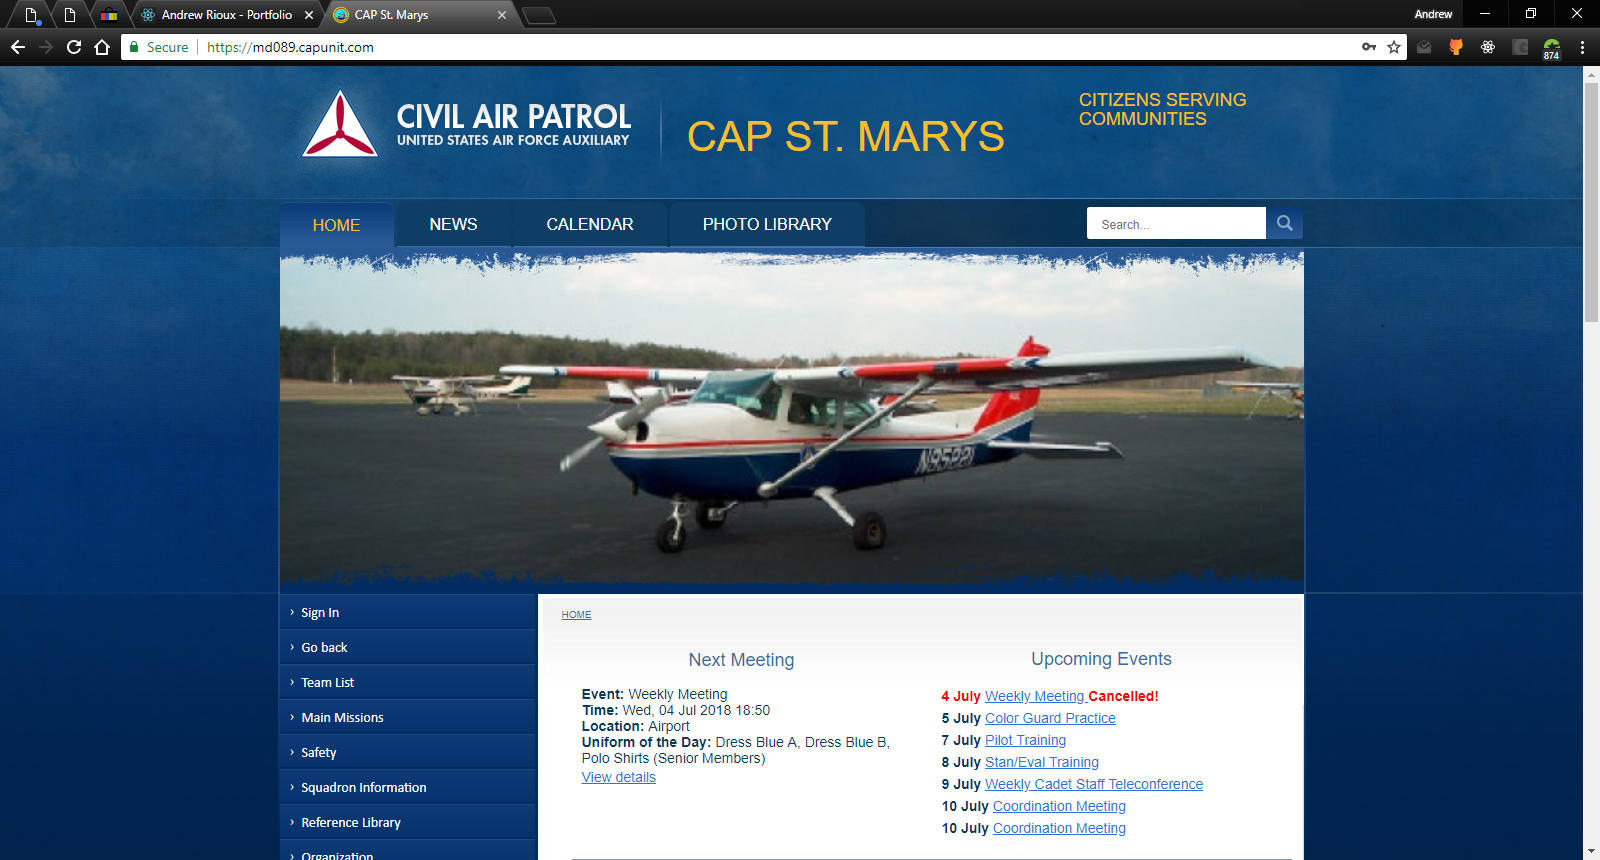 Andrew Rioux - Portfolio
CAP St. Marys
Andrew
Secure
https://md089.capunit.com
874
CIVIL AIR PATROL
UNITED STATES AIR FORCE AUXILIARY
CAP ST. MARYS
CITIZENS SERVING
COMMUNITIES
HOME
NEWS
CALENDAR
PHOTO LIBRARY
Search...
Sign In
Go back
Team List
Main Missions
Safety
Squadron Information
Reference Library
Organization
HOME
Next Meeting
Event: Weekly Meeting
Time: Wed, 04 Jul 2018 18:50
Location: Airport
Uniform of the Day: Dress Blue A, Dress Blue B,
Polo Shirts (Senior Members)
View details
Upcoming Events
4 July Weekly Meeting Cancelled!
5 July Color Guard Practice
7 July Pilot Training
8 July Stan/Eval Training
9 July Weekly Cadet Staff Teleconference
10 July Coordination Meeting
10 July Coordination Meeting